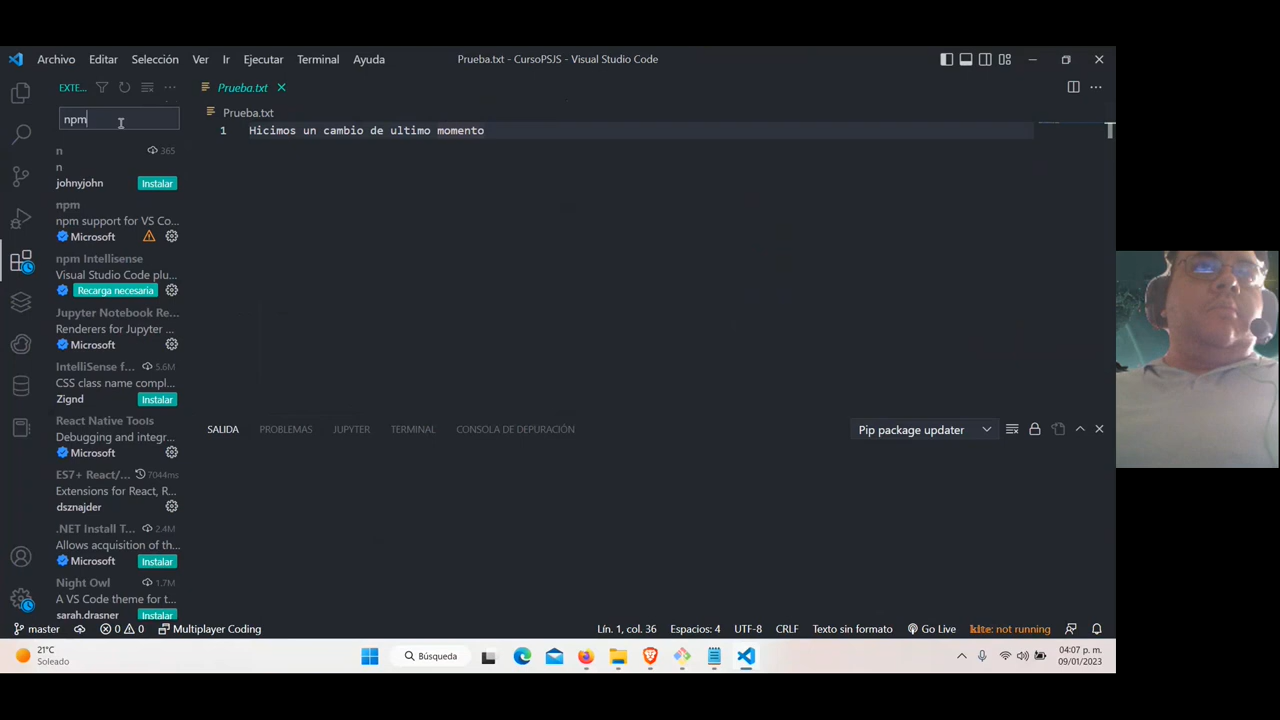 Archivo Editar Selección Ver Ir Ejecutar Terminal Ayuda Prueba.txt - CursoPSJS - Visual Studio Code
EXTE... Prueba.txt
npm
Prueba.txt
1 Hicimos un cambio de ultimo momento
n 365
n
johnyjohn Instalar
npm
npm support for VS Co...
Microsoft
npm Intellisense
Visual Studio Code plu...
Recarga necesaria
Jupyter Notebook Re...
Renderers for Jupyter ...
Microsoft
IntelliSense f... 5.6M
CSS class name compl...
Zignd Instalar
React Native Tools
Debugging and integr...
Microsoft
ES7+ React/... 7044ms
Extensions for React, R...
dsznajder
.NET Install T... 2.4M
Allows acquisition of th...
Microsoft Instalar
Night Owl 1.7M
A VS Code theme for t...
sarah.drasner Instalar
SALIDA PROBLEMAS JUPYTER TERMINAL CONSOLA DE DEPURACIÓN Pip package updater
master 0 0 Multiplayer Coding Lín. 1, col. 36 Espacios: 4 UTF-8 CRLF Texto sin formato Go Live kite: not running
21°C
Soleado
Búsqueda
04:07 p. m.
09/01/2023